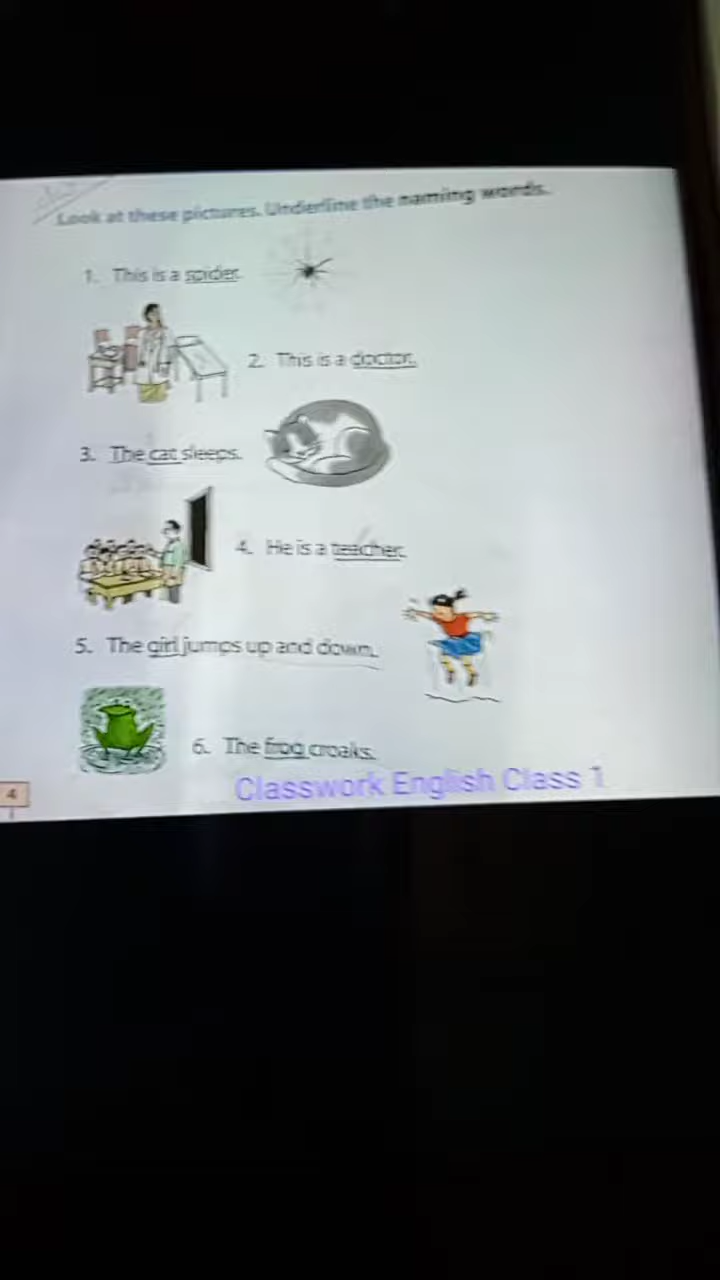 Look at these pictures. Underline the naming words.
1. This is a spider.
2. This is a doctor.
3. The cat sleeps.
4. He is a teacher.
5. The girl jumps up and down.
6. The frog croaks.
Classwork English Class 1
4